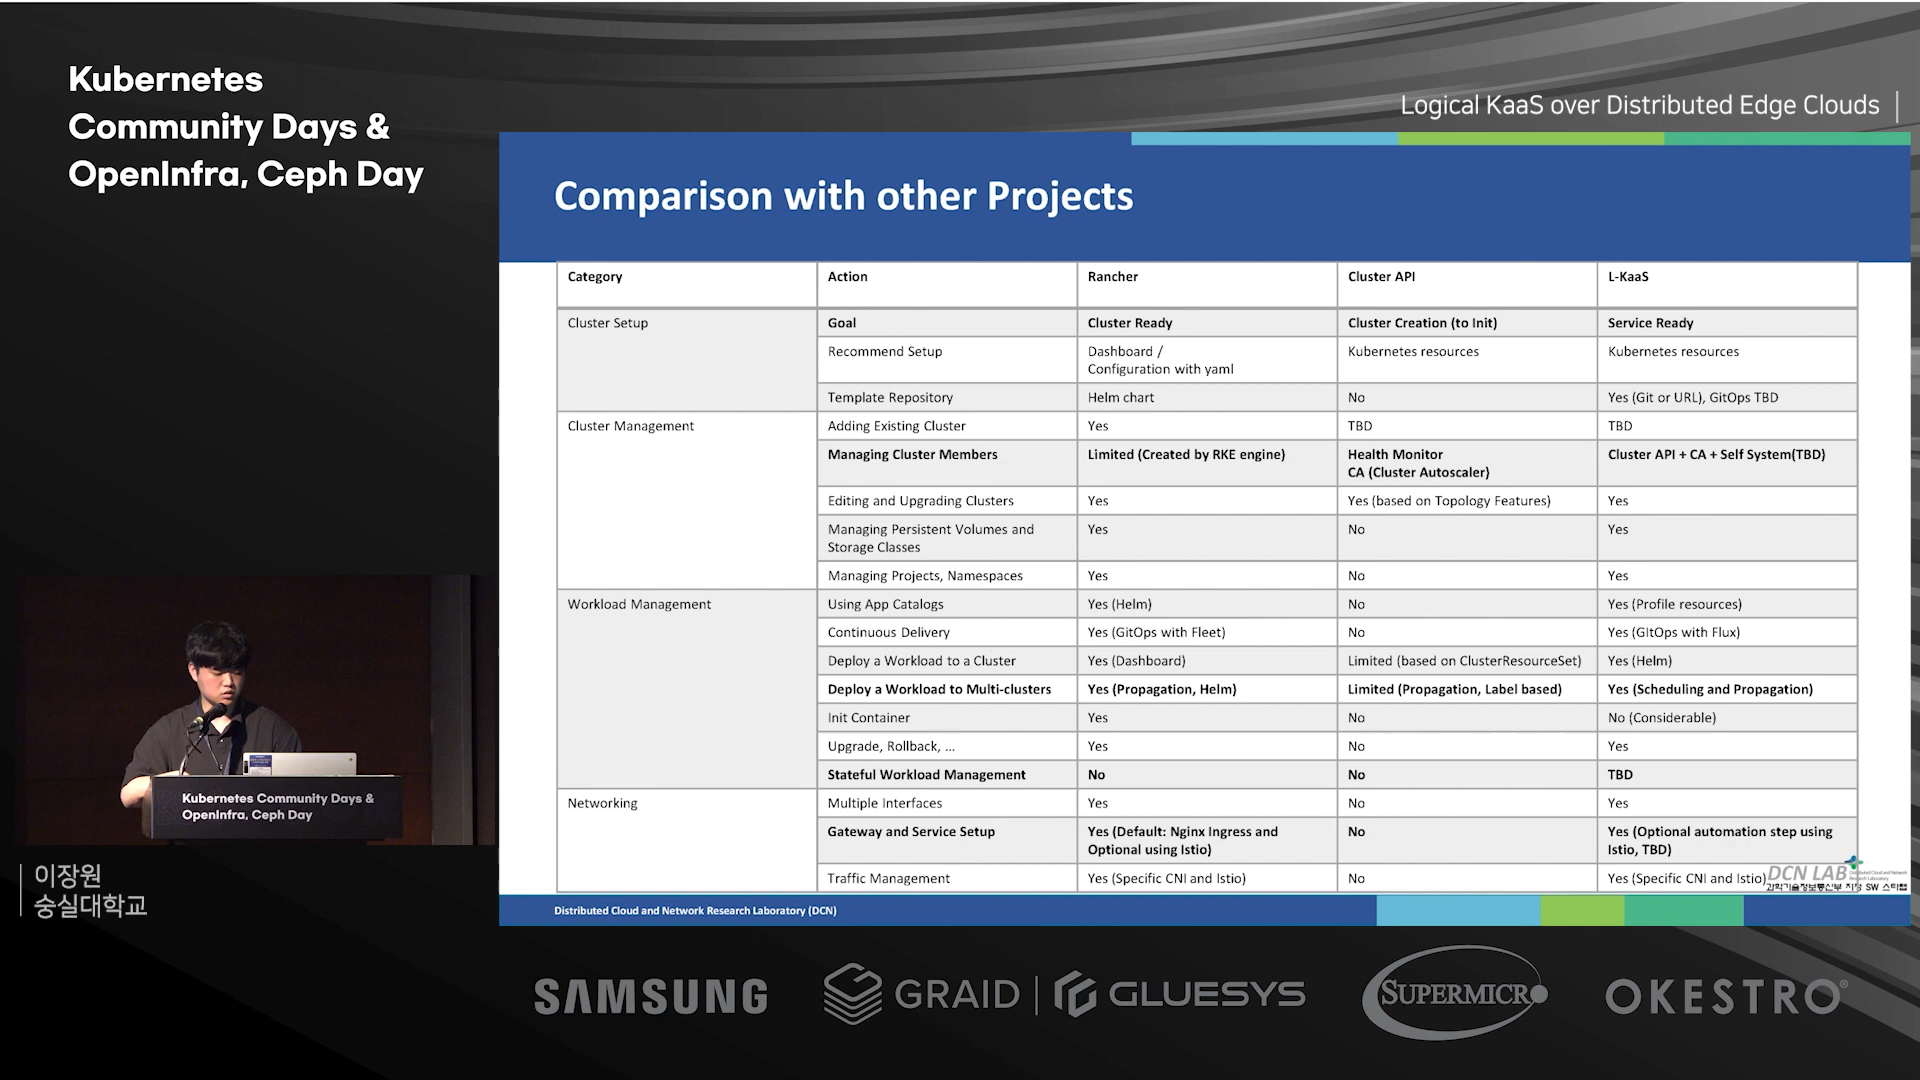 Kubernetes
Community Days &
OpenInfra, Ceph Day
Logical KaaS over Distributed Edge Clouds
Comparison with other Projects
Category Action Rancher Cluster API L-KaaS
Cluster Setup Goal Cluster Ready Cluster Creation (to Init) Service Ready
Recommend Setup Dashboard / Kubernetes resources Kubernetes resources
Configuration with yaml
Template Repository Helm chart No Yes (Git or URL), GitOps TBD
Cluster Management Adding Existing Cluster Yes TBD TBD
Managing Cluster Members Limited (Created by RKE engine) Health Monitor Cluster API + CA + Self System(TBD)
CA (Cluster Autoscaler)
Editing and Upgrading Clusters Yes Yes (based on Topology Features) Yes
Managing Persistent Volumes and Yes No Yes
Storage Classes
Managing Projects, Namespaces Yes No Yes
Workload Management Using App Catalogs Yes (Helm) No Yes (Profile resources)
Continuous Delivery Yes (GitOps with Fleet) No Yes (GitOps with Flux)
Deploy a Workload to a Cluster Yes (Dashboard) Limited (based on ClusterResourceSet) Yes (Helm)
Deploy a Workload to Multi-clusters Yes (Propagation, Helm) Limited (Propagation, Label based) Yes (Scheduling and Propagation)
Init Container Yes No No (Considerable)
Upgrade, Rollback, ... Yes No Yes
Stateful Workload Management No No TBD
Networking Multiple Interfaces Yes No Yes
Gateway and Service Setup Yes (Default: Nginx Ingress and No Yes (Optional automation step using
Optional using Istio) Istio, TBD)
Traffic Management Yes (Specific CNI and Istio) No Yes (Specific CNI and Istio)
DCN LAB
Distributed Cloud and Network Research Laboratory (DCN)
Kubernetes Community Days &
OpenInfra, Ceph Day
이장원
숭실대학교
SAMSUNG GRAID GLUESYS SUPERMICRO OKESTRO